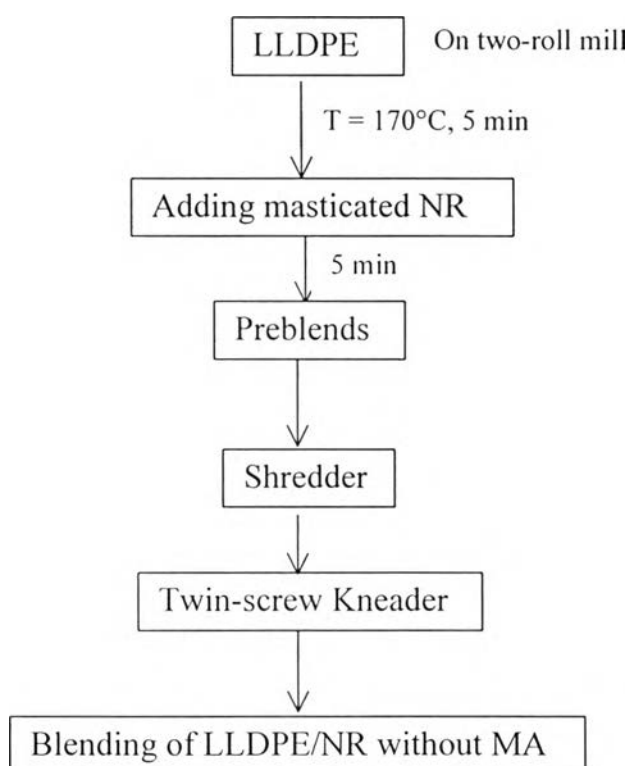 LLDPE
On two-roll mill
T = 170°C, 5 min
Adding masticated NR
5 min
Preblends
Shredder
Twin-screw Kneader
Blending of LLDPE/NR without MA